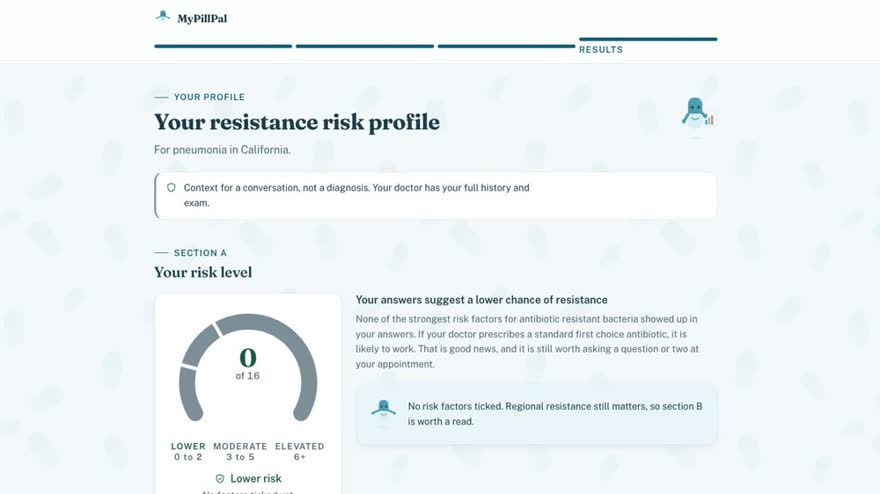 MyPillPal
RESULTS
YOUR PROFILE
Your resistance risk profile
For pneumonia in California.
Context for a conversation, not a diagnosis. Your doctor has your full history and
exam.
SECTION A
Your risk level
0
of 16
LOWER MODERATE ELEVATED
0 to 2 3 to 5 6+
Lower risk
No factors ticked yet
Your answers suggest a lower chance of resistance
None of the strongest risk factors for antibiotic resistant bacteria showed up in
your answers. If your doctor prescribes a standard first choice antibiotic, it is
likely to work. That is good news, and it is still worth asking a question or two at
your appointment.
No risk factors ticked. Regional resistance still matters, so section B
is worth a read.